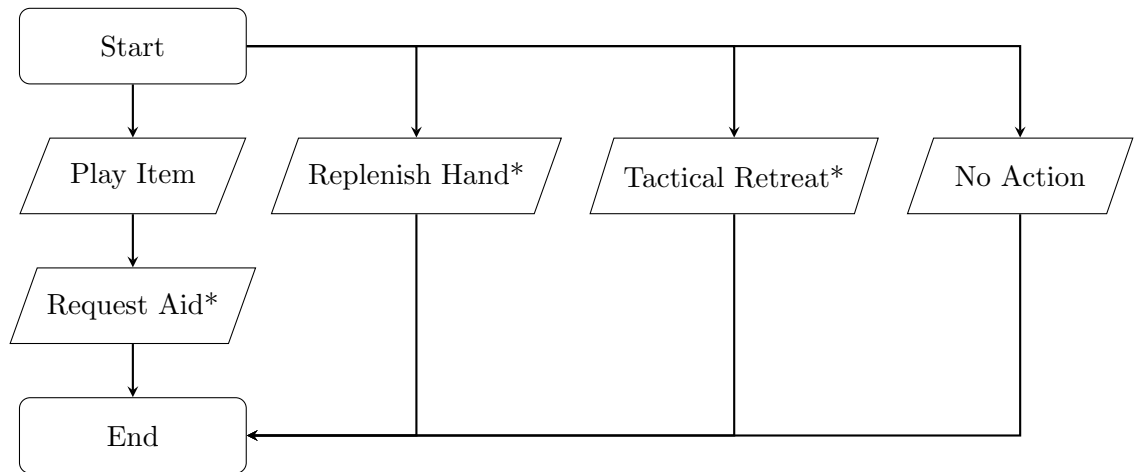 Start
Play Item
Replenish Hand*
Tactical Retreat*
No Action
Request Aid*
End